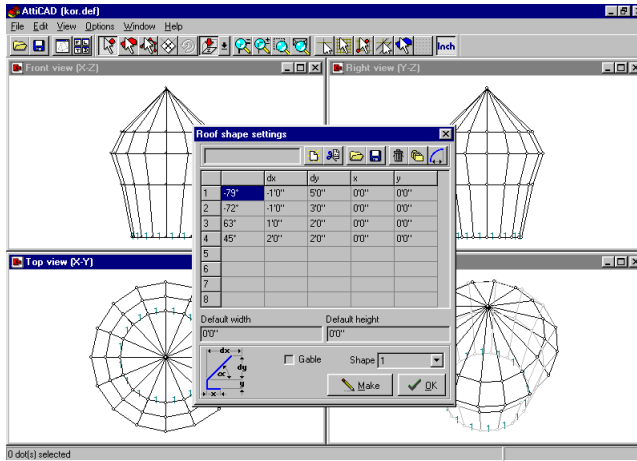 AttiCAD (kor.def)
File Edit View Options Window Help
Inch
Front view (X-Z)
Right view (Y-Z)
Roof shape settings
dx dy x y
1 -79° -1'0" 5'0" 0'0" 0'0"
2 -72° -1'0" 3'0" 0'0" 0'0"
3 63° 1'0" 2'0" 0'0" 0'0"
4 45° 2'0" 2'0" 0'0" 0'0"
5
6
7
8
Top view (X-Y)
Default width Default height
0'0" 0'0"
dx
dy
α
y
x
Gable Shape 1
Make OK
0 dot(s) selected